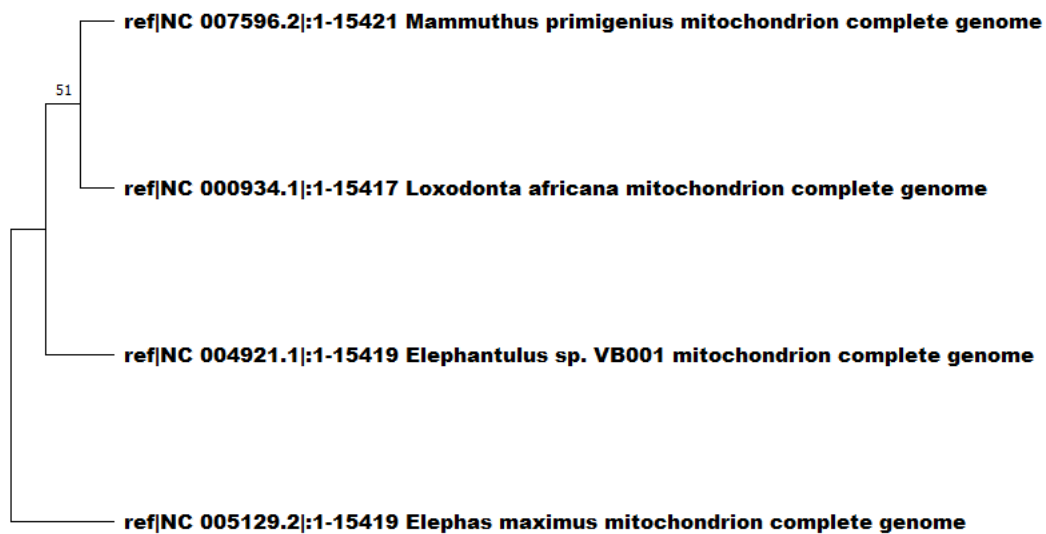 ref|NC 007596.2|:1-15421 Mammuthus primigenius mitochondrion complete genome
51
ref|NC 000934.1|:1-15417 Loxodonta africana mitochondrion complete genome
ref|NC 004921.1|:1-15419 Elephantulus sp. VB001 mitochondrion complete genome
ref|NC 005129.2|:1-15419 Elephas maximus mitochondrion complete genome